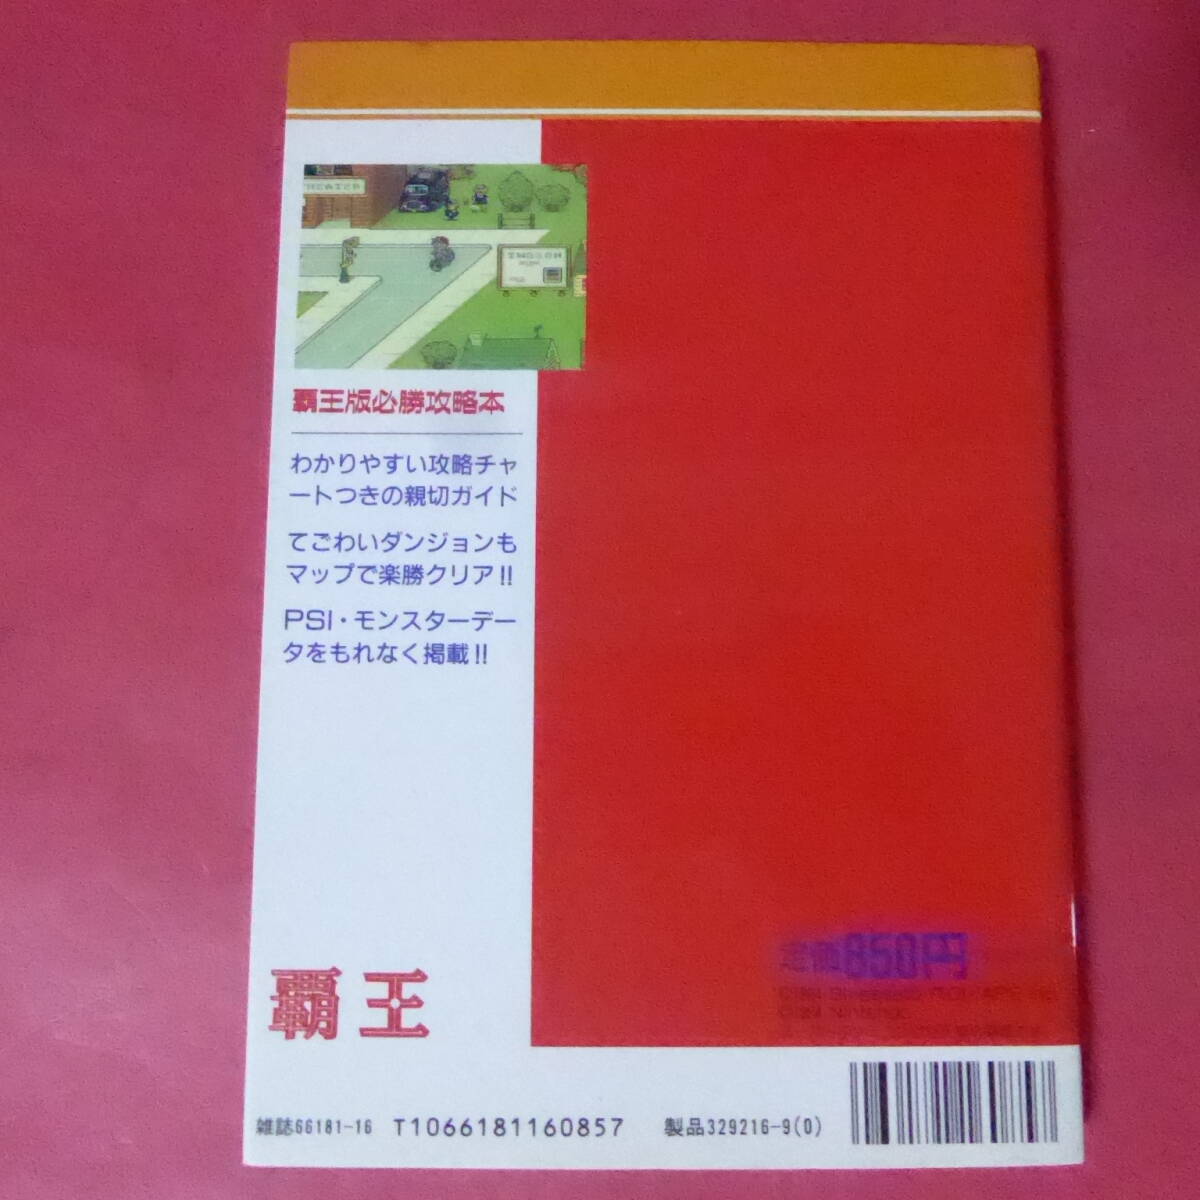 覇王版必勝攻略本
わかりやすい攻略チャ
ートつきの親切ガイド
てごわいダンジョンも
マップで楽勝クリア!!
PSI・モンスターデー
タをもれなく掲載!!
定価850円
覇王
雑誌66181-16 T1066181160857 製品329216-9(0)